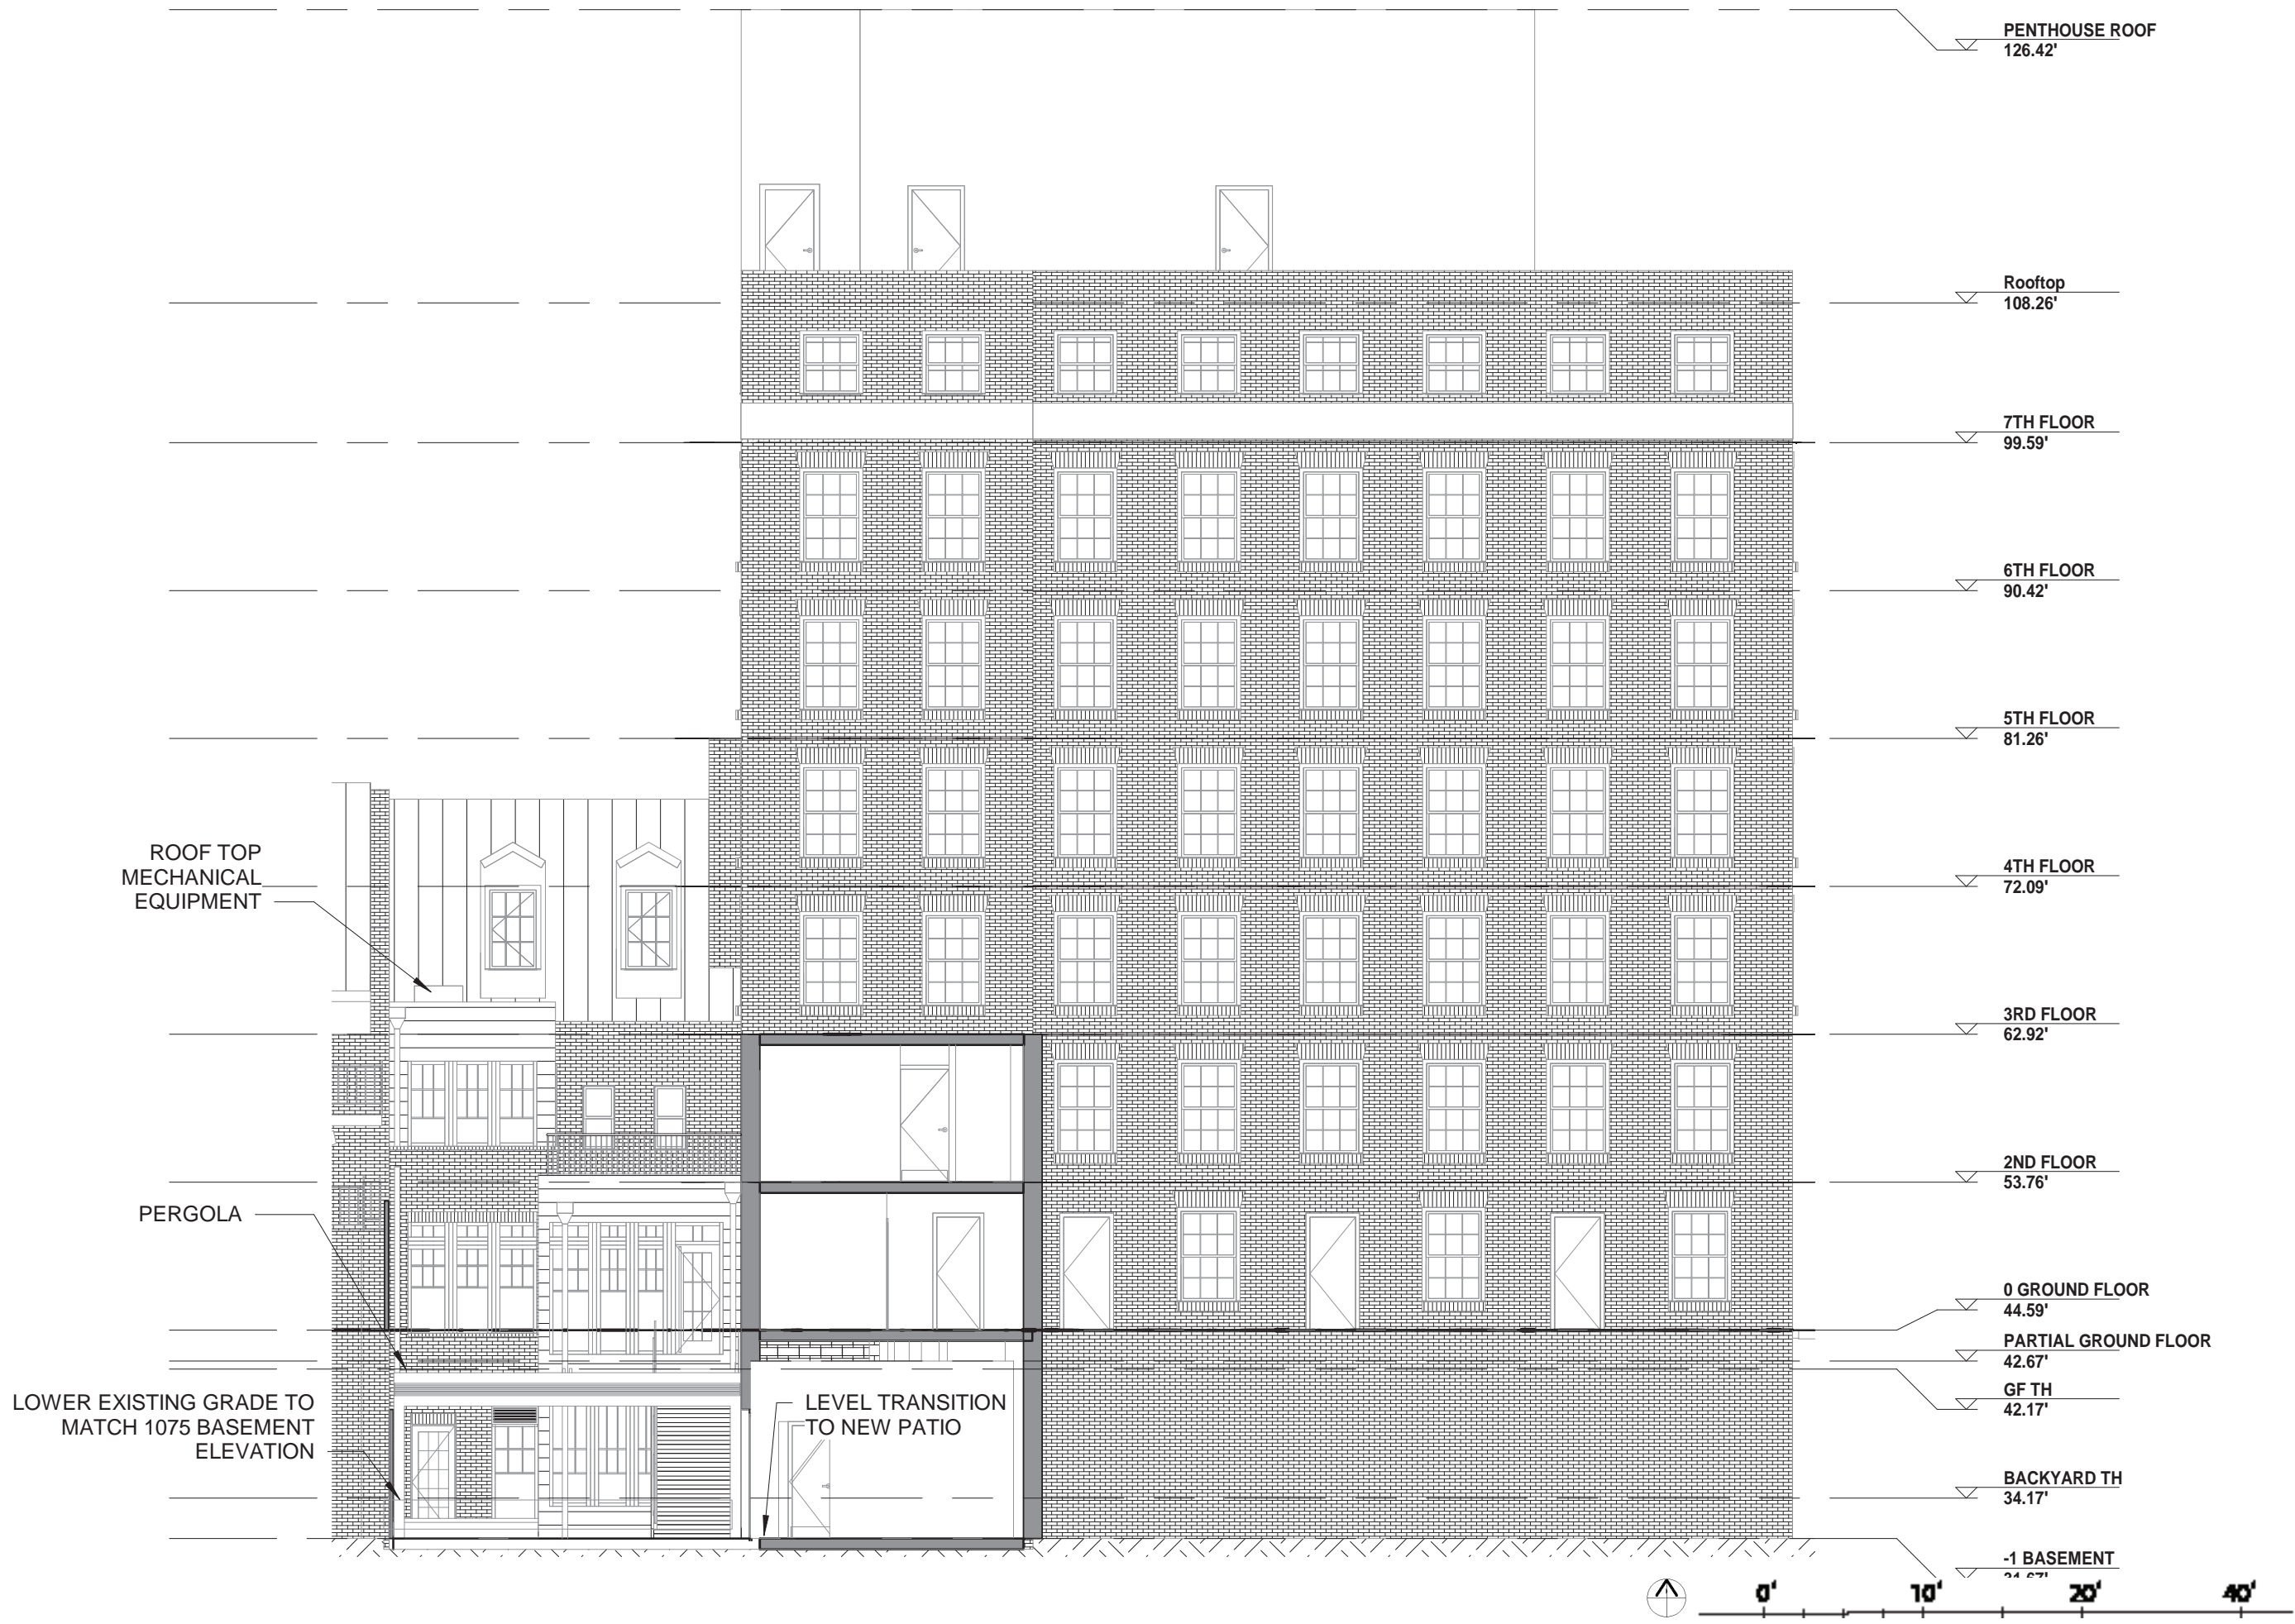 PENTHOUSE ROOF
126.42'
Rooftop
108.26'
7TH FLOOR
99.59'
6TH FLOOR
90.42'
5TH FLOOR
81.26'
ROOF TOP
MECHANICAL
EQUIPMENT
4TH FLOOR
72.09'
3RD FLOOR
62.92'
2ND FLOOR
53.76'
PERGOLA
0 GROUND FLOOR
44.59'
PARTIAL GROUND FLOOR
42.67'
GF TH
42.17'
LOWER EXISTING GRADE TO
MATCH 1075 BASEMENT
ELEVATION
LEVEL TRANSITION
TO NEW PATIO
BACKYARD TH
34.17'
-1 BASEMENT
31.67'
0' 10' 20' 40'